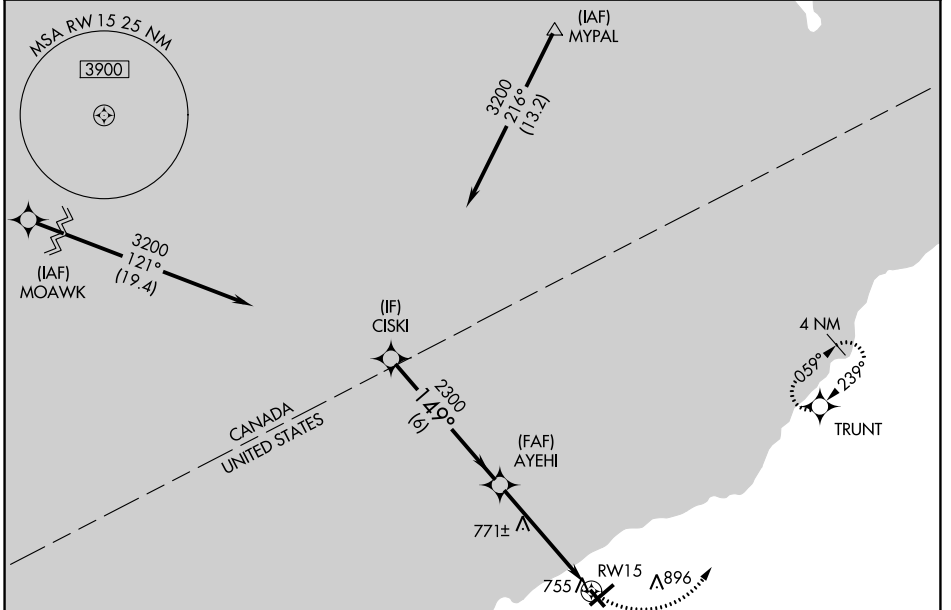 MSA RW 15 25 NM
3900
(IAF)
MYPAL
3200
216°
(13.2)
3200
121°
(19.4)
(IAF)
MOAWK
(IF)
CISKI
4 NM
059°
239°
TRUNT
2300
149°
(6)
CANADA
UNITED STATES
(FAF)
AYEHI
771±
755
RW15
896